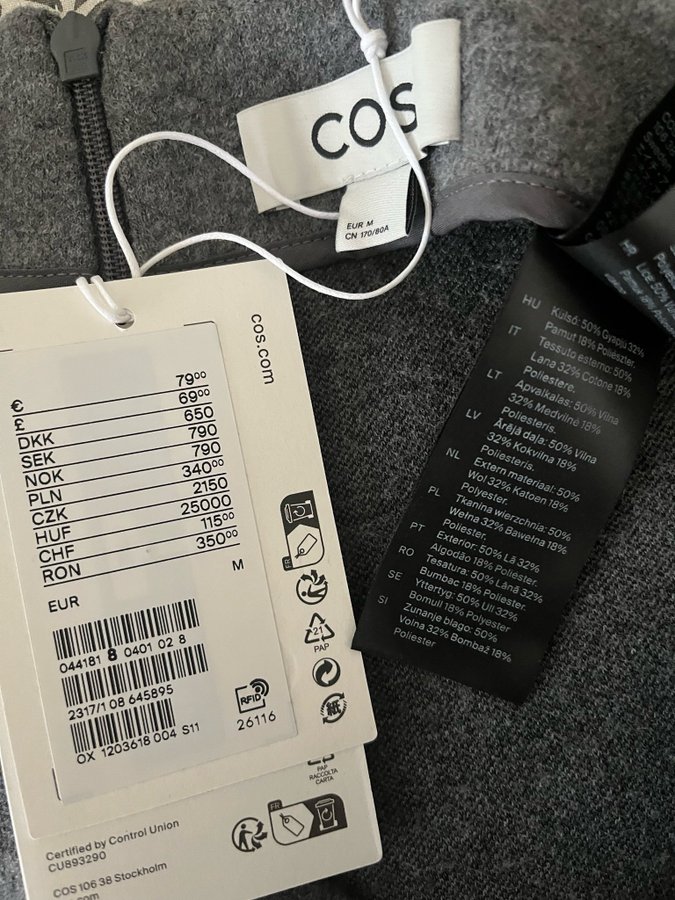 COS
EUR M
CN 170/80A
cos.com
€ 79⁰⁰
£ 69⁰⁰
DKK 650
SEK 790
NOK 790
PLN 340⁰⁰
CZK 2150
HUF 25000
CHF 115⁰⁰
RON 350⁰⁰
EUR M
044181 8 0401 02 8
2317/1 08 645895
OX 1203618 004 S11
RFID
26116
FR
21
PAP
PAP
RACCOLTA
CARTA
FR
Certified by Control Union
CU893290
COS 106 38 Stockholm
HU Külső: 50% Gyapjú 32%
Pamut 18% Poliészter.
IT Tessuto esterno: 50%
Lana 32% Cotone 18%
Poliestere.
LT Apvalkalas: 50% Vilna
32% Medvilnė 18%
Poliesteris.
LV Ārējā daļa: 50% Vilna
32% Kokvilna 18%
Poliesteris.
NL Extern materiaal: 50%
Wol 32% Katoen 18%
Polyester
PL Tkanina wierzchnia: 50%
Wełna 32% Bawełna 18%
Poliester.
PT Exterior: 50% Lã 32%
Algodão 18% Poliéster.
RO Tesatura: 50% Lână 32%
Bumbac 18% Poliester.
SE Yttertyg: 50% Ull 32%
Bomull 18% Polyester
SI Zunanje blago: 50%
Volna 32% Bombaž 18%
Poliester